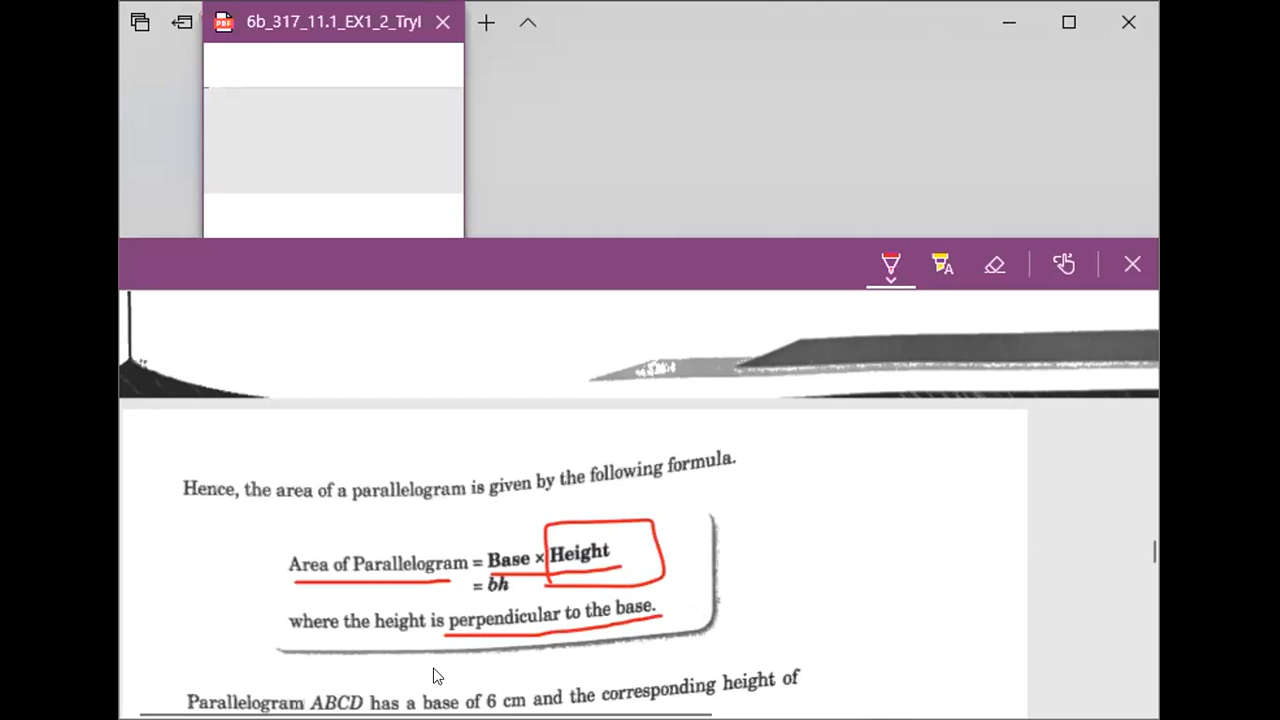 6b_317_11.1_EX1_2_Tryl
Hence, the area of a parallelogram is given by the following formula.
Area of Parallelogram = Base × Height
= bh
where the height is perpendicular to the base.
Parallelogram ABCD has a base of 6 cm and the corresponding height of